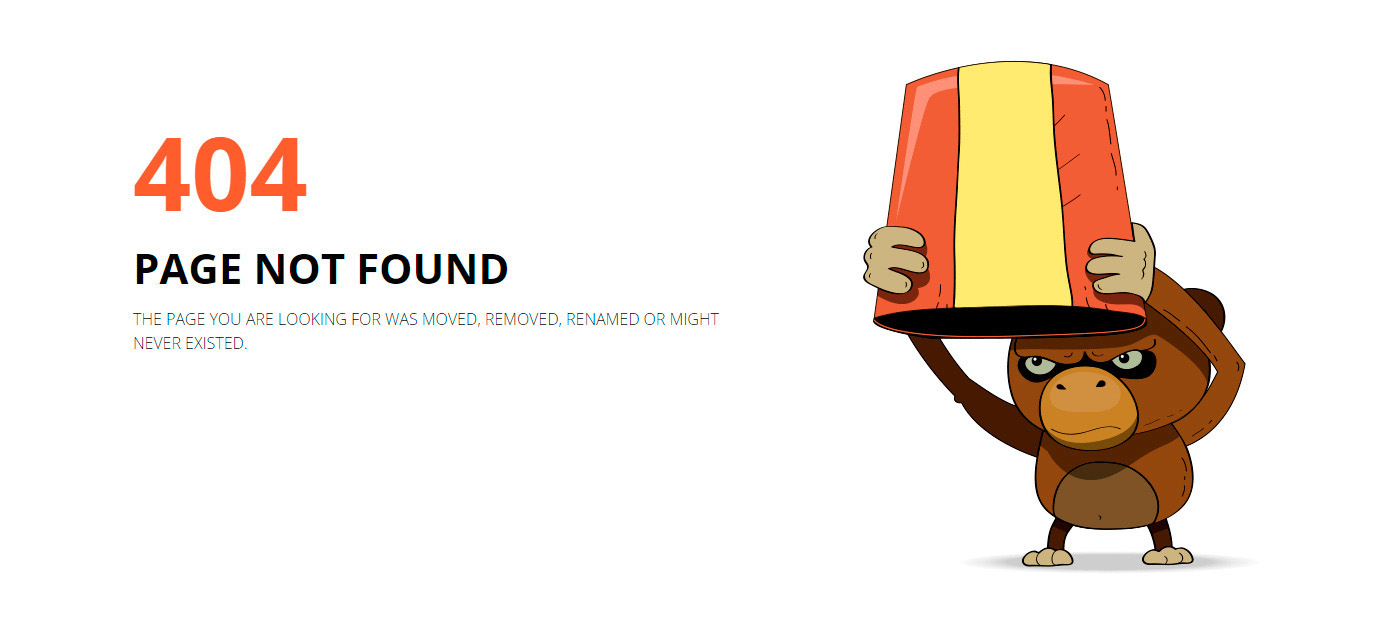 404
PAGE NOT FOUND
THE PAGE YOU ARE LOOKING FOR WAS MOVED, REMOVED, RENAMED OR MIGHT
NEVER EXISTED.